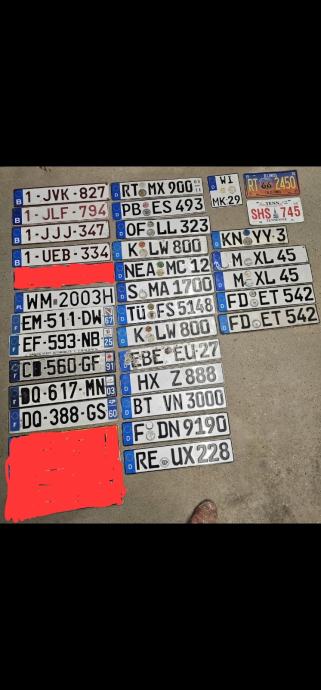 1-JVK-827
1-JLF-794
1-JJJ-347
1-UEB-334
WM 2003H
EM-511-DW
EF-593-NB
560-GF
DQ-617-MN
DQ-388-GS
RT MX 900
PB ES 493
OF LL 323
K LW 800
NEA MC 12
S MA 1700
TÜ FS 5148
K LW 800
EBE EU 27
HX Z 888
BT VN 3000
F DN 9190
RE UX 228
WI
MK 29
RT 66 2450
TENN.
SHS 745
KN YY 3
M XL 45
M XL 45
FD ET 542
FD ET 542